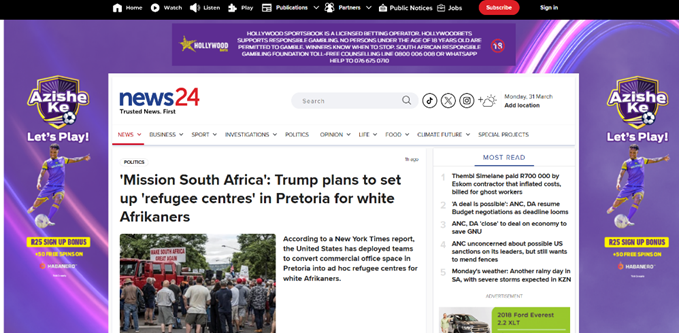 Home Watch Listen Play Publications Partners Public Notices Jobs Subscribe Sign in
HOLLYWOOD SPORTSBOOK IS A LICENSED BETTING OPERATOR. HOLLYWOODBETS
SUPPORTS RESPONSIBLE GAMBLING. NO PERSONS UNDER THE AGE OF 18 YEARS OLD ARE
PERMITTED TO GAMBLE. WINNERS KNOW WHEN TO STOP. SOUTH AFRICAN RESPONSIBLE
GAMBLING FOUNDATION TOLL-FREE COUNSELLING LINE 0800 006 008 OR WHATSAPP
HELP TO 076 675 0710
HOLLYWOOD
BETS
18
Azishe
Ke
Let's Play!
R25 SIGN UP BONUS
+50 FREE SPINS ON
HABANERO
news24
Trusted News. First
Search
Monday, 31 March
Add location
NEWS BUSINESS SPORT INVESTIGATIONS POLITICS OPINION LIFE FOOD CLIMATE FUTURE SPECIAL PROJECTS
POLITICS
1h ago
'Mission South Africa': Trump plans to set
up 'refugee centres' in Pretoria for white
Afrikaners
MAKE SOUTH AFRICA
GREAT AGAIN
According to a New York Times report,
the United States has deployed teams
to convert commercial office space in
Pretoria into ad hoc refugee centres for
white Afrikaners.
MOST READ
1 Thembi Simelane paid R700 000 by
Eskom contractor that inflated costs,
billed for ghost workers
2 'A deal is possible': ANC, DA resume
Budget negotiations as deadline looms
3 ANC, DA 'close' to deal on economy to
save GNU
4 ANC unconcerned about possible US
sanctions on its leaders, but still wants
to mend fences
5 Monday's weather: Another rainy day in
SA, with severe storms expected in KZN
ADVERTISEMENT
2018 Ford Everest
2.2 XLT
Azishe
Ke
Let's Play!
R25 SIGN UP BONUS
+50 FREE SPINS ON
HABANERO